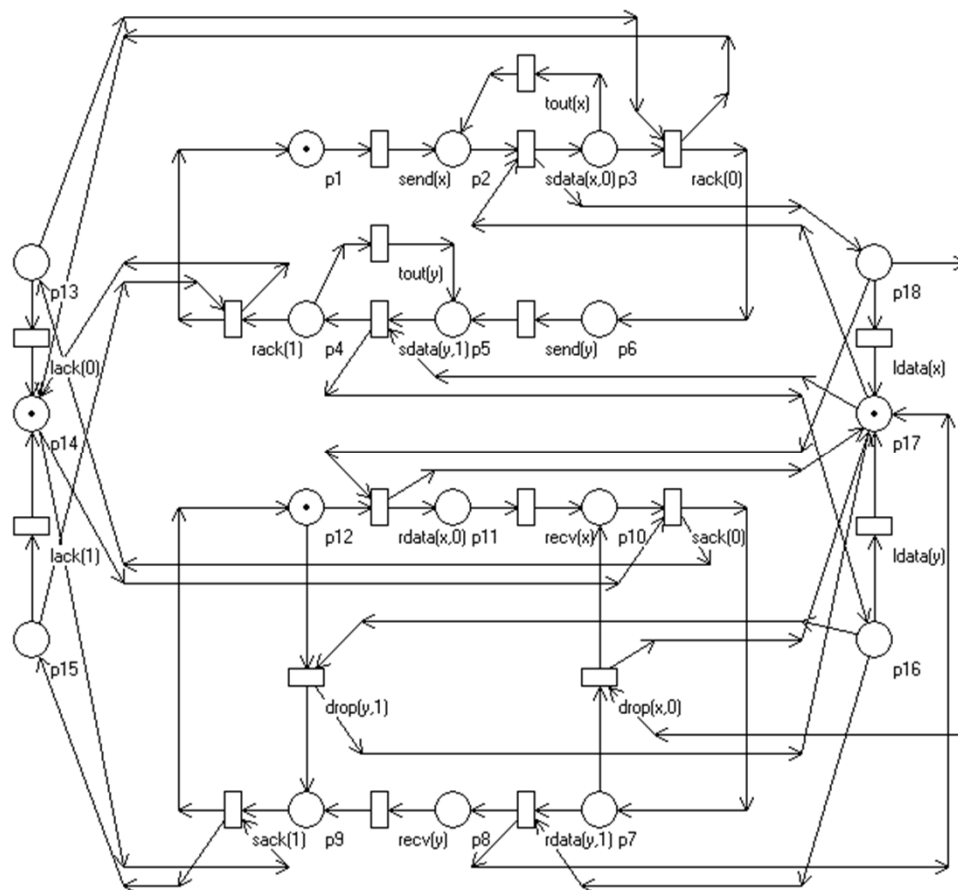 tout(x)
p1 send(x) p2 sdata(x,0) p3 rack(0)
p13 tout(y) p18
rack(1) p4 sdata(y,1) p5 send(y) p6
lack(0) ldata(x)
p14 p17
p12 rdata(x,0) p11 recv(x) p10 sack(0)
lack(1) ldata(y)
p15 p16
drop(y,1) drop(x,0)
sack(1) p9 recv(y) p8 rdata(y,1) p7